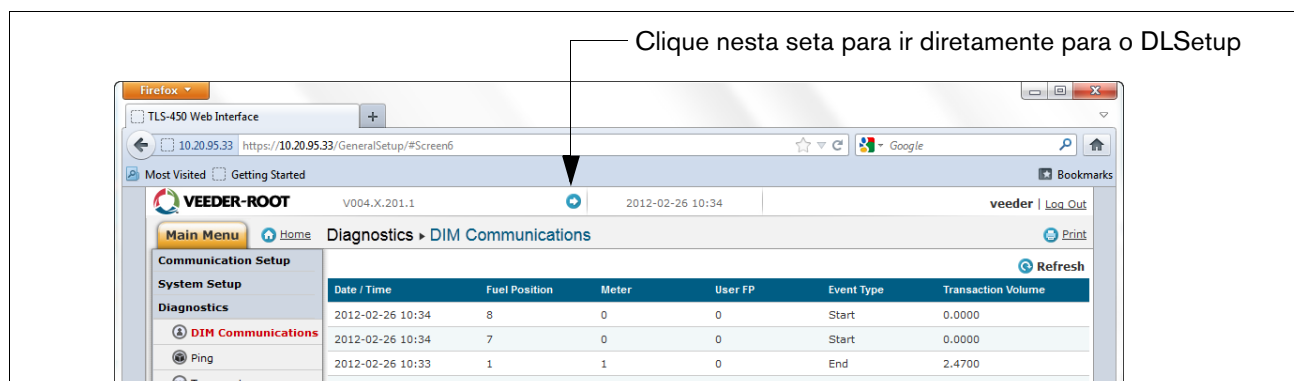 Clique nesta seta para ir diretamente para o DLSetup
Firefox
TLS-450 Web Interface
10.20.95.33 https://10.20.95.33/GeneralSetup/#Screen6
Google
Most Visited Getting Started
Bookmarks
VEEDER-ROOT V004.X.201.1 2012-02-26 10:34 veeder | Log Out
Main Menu Home Diagnostics ▸ DIM Communications Print
Communication Setup
Refresh
System Setup
Date / Time Fuel Position Meter User FP Event Type Transaction Volume
Diagnostics
2012-02-26 10:34 8 0 0 Start 0.0000
DIM Communications
2012-02-26 10:34 7 0 0 Start 0.0000
Ping
2012-02-26 10:33 1 1 0 End 2.4700